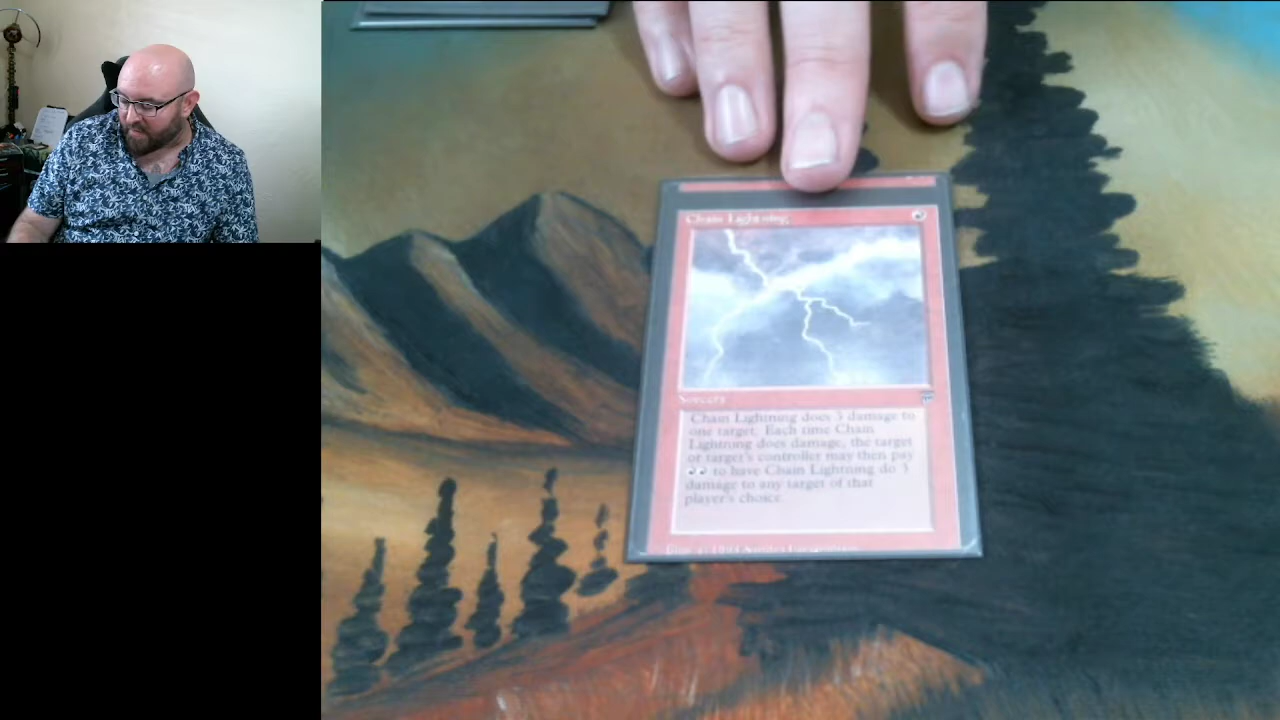 Chain Lightning
Sorcery
Chain Lightning does 3 damage to
one target. Each time Chain
Lightning does damage, the target
or target's controller may then pay
to have Chain Lightning do 3
damage to any target of that
player's choice.